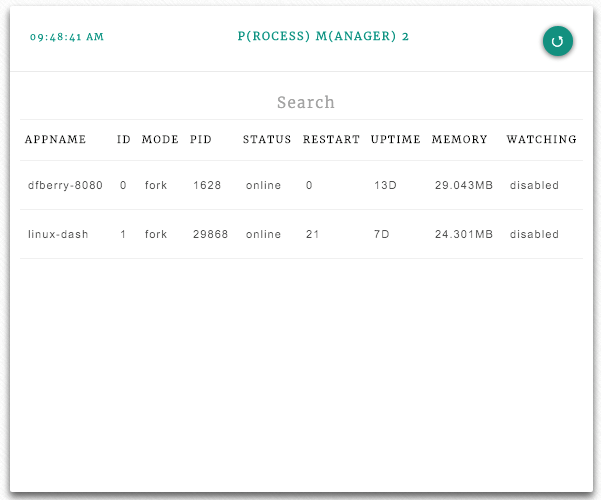 09:48:41 AM P(ROCESS) M(ANAGER) 2
Search
APPNAME ID MODE PID STATUS RESTART UPTIME MEMORY WATCHING
dfberry-8080 0 fork 1628 online 0 13D 29.043MB disabled
linux-dash 1 fork 29868 online 21 7D 24.301MB disabled